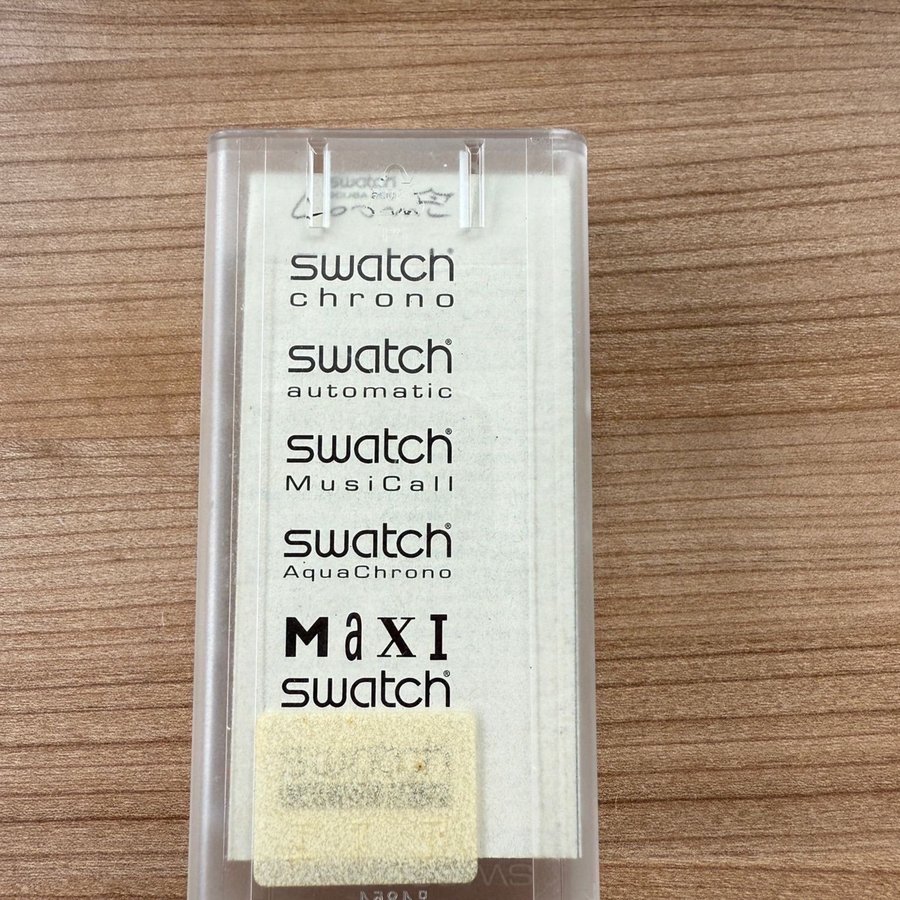 swatch
chrono
swatch
automatic
swatch
MusiCall
swatch
AquaChrono
MaxI
swatch